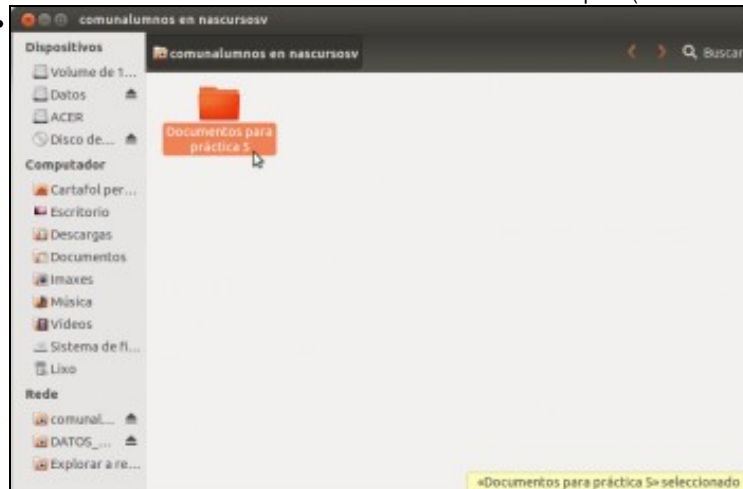 comunalumnos en nascursosv
Dispositivos
comunalumnos en nascursosv
Buscar
Volume de 1...
Datos
ACER
Disco de...
Documentos para
práctica 5
Computador
Cartafol per...
Escritorio
Descargas
Documentos
Imaxes
Música
Vídeos
Sistema de fi...
Lixo
Rede
comunal...
DATOS_...
Explorar a re...
«Documentos para práctica 5» seleccionado